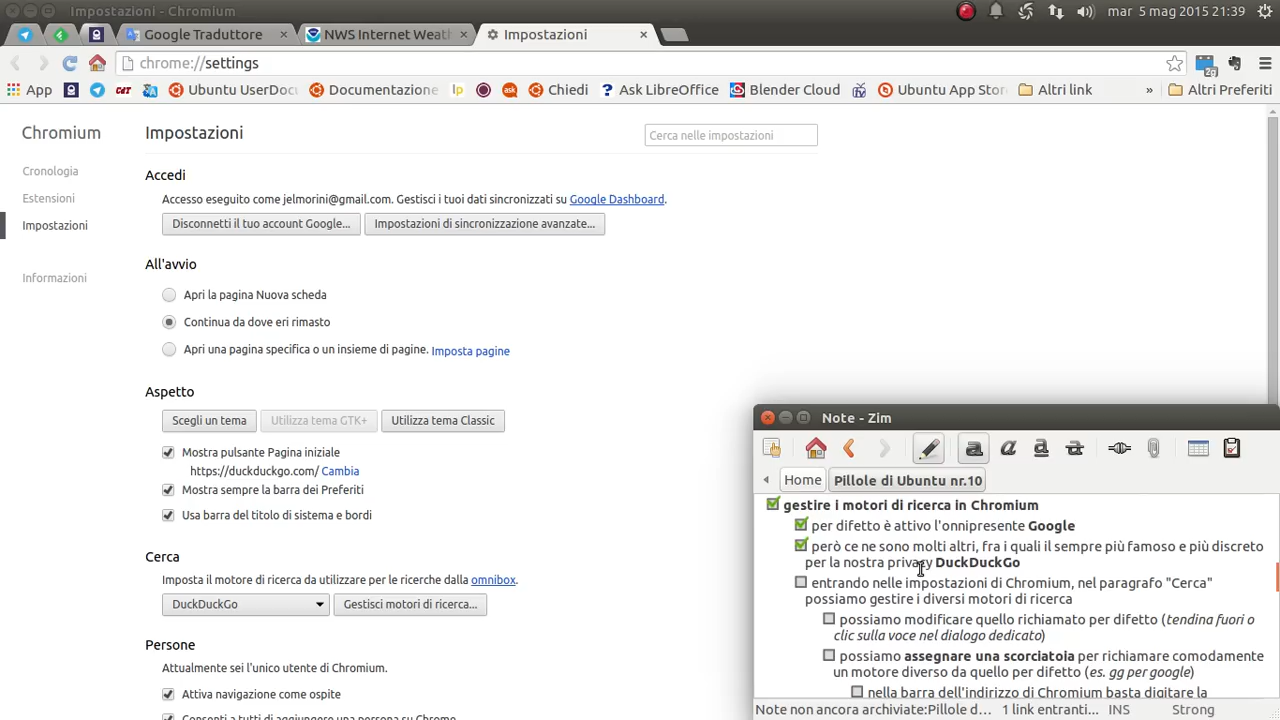 Impostazioni - Chromium
mar 5 mag 2015 21:39
Google Traduttore
NWS Internet Weat
Impostazioni
chrome://settings
App
Ubuntu UserDocu
Documentazione
lp
ask
Chiedi
Ask LibreOffice
Blender Cloud
Ubuntu App Stor
Altri link
»
Altri Preferiti
Chromium
Cronologia
Estensioni
Impostazioni
Informazioni
Impostazioni
Cerca nelle impostazioni
Accedi
Accesso eseguito come jelmorini@gmail.com. Gestisci i tuoi dati sincronizzati su Google Dashboard.
Disconnetti il tuo account Google...
Impostazioni di sincronizzazione avanzate...
All'avvio
Apri la pagina Nuova scheda
Continua da dove eri rimasto
Apri una pagina specifica o un insieme di pagine. Imposta pagine
Aspetto
Scegli un tema
Utilizza tema GTK+
Utilizza tema Classic
Mostra pulsante Pagina iniziale
https://duckduckgo.com/ Cambia
Mostra sempre la barra dei Preferiti
Usa barra del titolo di sistema e bordi
Cerca
Imposta il motore di ricerca da utilizzare per le ricerche dalla omnibox.
DuckDuckGo
Gestisci motori di ricerca...
Persone
Attualmente sei l'unico utente di Chromium.
Attiva navigazione come ospite
Consenti a tutti di aggiungere una persona su Chrome
Note - Zim
Home
Pillole di Ubuntu nr.10
gestire i motori di ricerca in Chromium
per difetto è attivo l'onnipresente Google
però ce ne sono molti altri, fra i quali il sempre più famoso e più discreto
per la nostra privacy DuckDuckGo
entrando nelle impostazioni di Chromium, nel paragrafo "Cerca"
possiamo gestire i diversi motori di ricerca
possiamo modificare quello richiamato per difetto (tendina fuori o
clic sulla voce nel dialogo dedicato)
possiamo assegnare una scorciatoia per richiamare comodamente
un motore diverso da quello per difetto (es. gg per google)
nella barra dell'indirizzo di Chromium basta digitare la
Note non ancora archiviate:Pillole d...
1 link entranti...
INS
Strong